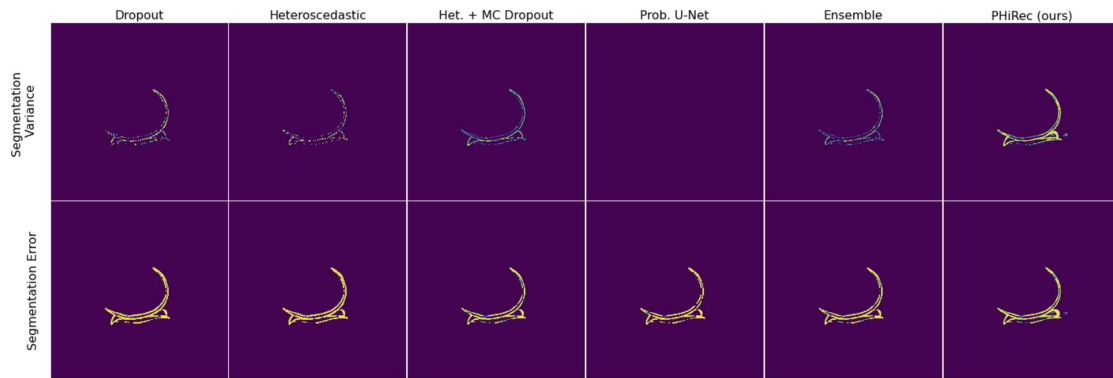 Dropout
Heteroscedastic
Het. + MC Dropout
Prob. U-Net
Ensemble
PHiRec (ours)
Segmentation
Variance
Segmentation Error